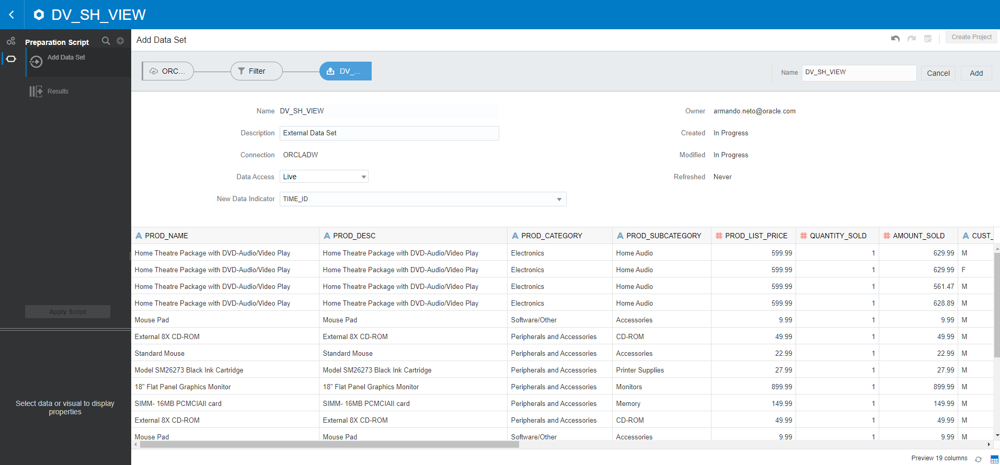 DV_SH_VIEW
Preparation Script
Add Data Set
Results
Apply Script
Select data or visual to display
properties
Add Data Set
Create Project
ORC...
Filter
DV_...
Name DV_SH_VIEW Cancel Add
Name DV_SH_VIEW
Description External Data Set
Connection ORCLADW
Data Access Live
New Data Indicator TIME_ID
Owner armando.neto@oracle.com
Created In Progress
Modified In Progress
Refreshed Never
A PROD_NAME A PROD_DESC A PROD_CATEGORY A PROD_SUBCATEGORY # PROD_LIST_PRICE # QUANTITY_SOLD # AMOUNT_SOLD A CUST_
Home Theatre Package with DVD-Audio/Video Play Home Theatre Package with DVD-Audio/Video Play Electronics Home Audio 599.99 1 629.99 M
Home Theatre Package with DVD-Audio/Video Play Home Theatre Package with DVD-Audio/Video Play Electronics Home Audio 599.99 1 629.99 F
Home Theatre Package with DVD-Audio/Video Play Home Theatre Package with DVD-Audio/Video Play Electronics Home Audio 599.99 1 561.47 M
Home Theatre Package with DVD-Audio/Video Play Home Theatre Package with DVD-Audio/Video Play Electronics Home Audio 599.99 1 628.89 M
Mouse Pad Mouse Pad Software/Other Accessories 9.99 1 9.99 M
External 8X CD-ROM External 8X CD-ROM Peripherals and Accessories CD-ROM 49.99 1 49.99 M
Standard Mouse Standard Mouse Peripherals and Accessories Accessories 22.99 1 22.99 M
Model SM26273 Black Ink Cartridge Model SM26273 Black Ink Cartridge Peripherals and Accessories Printer Supplies 27.99 1 27.99 M
18" Flat Panel Graphics Monitor 18" Flat Panel Graphics Monitor Peripherals and Accessories Monitors 899.99 1 899.99 M
SIMM- 16MB PCMCIAII card SIMM- 16MB PCMCIAII card Peripherals and Accessories Memory 149.99 1 149.99 M
External 8X CD-ROM External 8X CD-ROM Peripherals and Accessories CD-ROM 49.99 1 49.99 M
Mouse Pad Mouse Pad Software/Other Accessories 9.99 1 9.99 M
Preview 19 columns